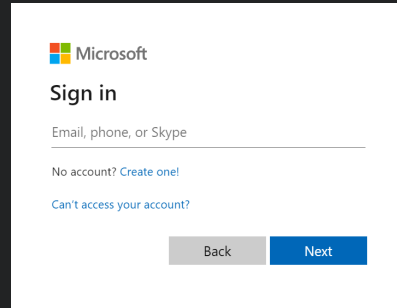 Microsoft
Sign in
Email, phone, or Skype
No account? Create one!
Can't access your account?
Back Next